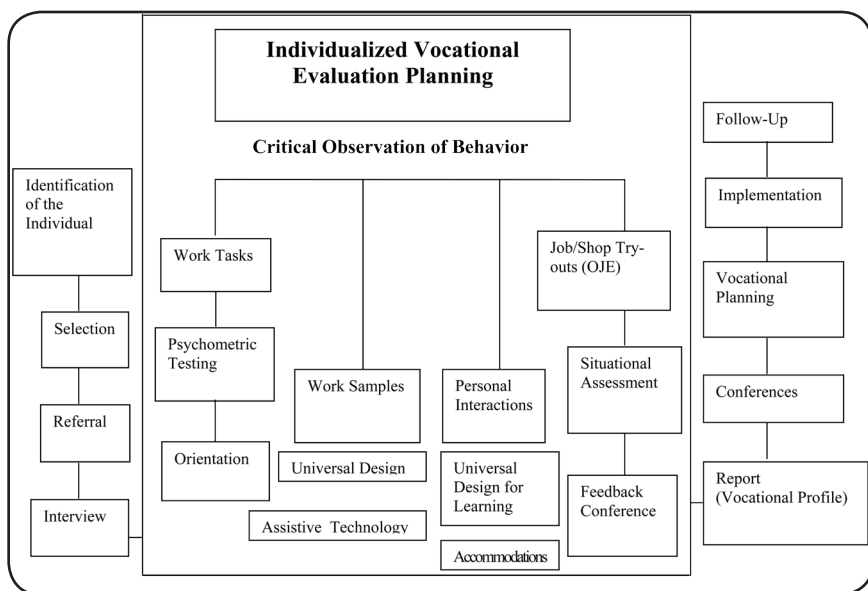 Individualized Vocational
Evaluation Planning
Critical Observation of Behavior
Identification
of the
Individual
Selection
Referral
Interview
Work Tasks
Psychometric
Testing
Orientation
Work Samples
Universal Design
Assistive Technology
Personal
Interactions
Universal
Design for
Learning
Accommodations
Job/Shop Try-
outs (OJE)
Situational
Assessment
Feedback
Conference
Follow-Up
Implementation
Vocational
Planning
Conferences
Report
(Vocational Profile)